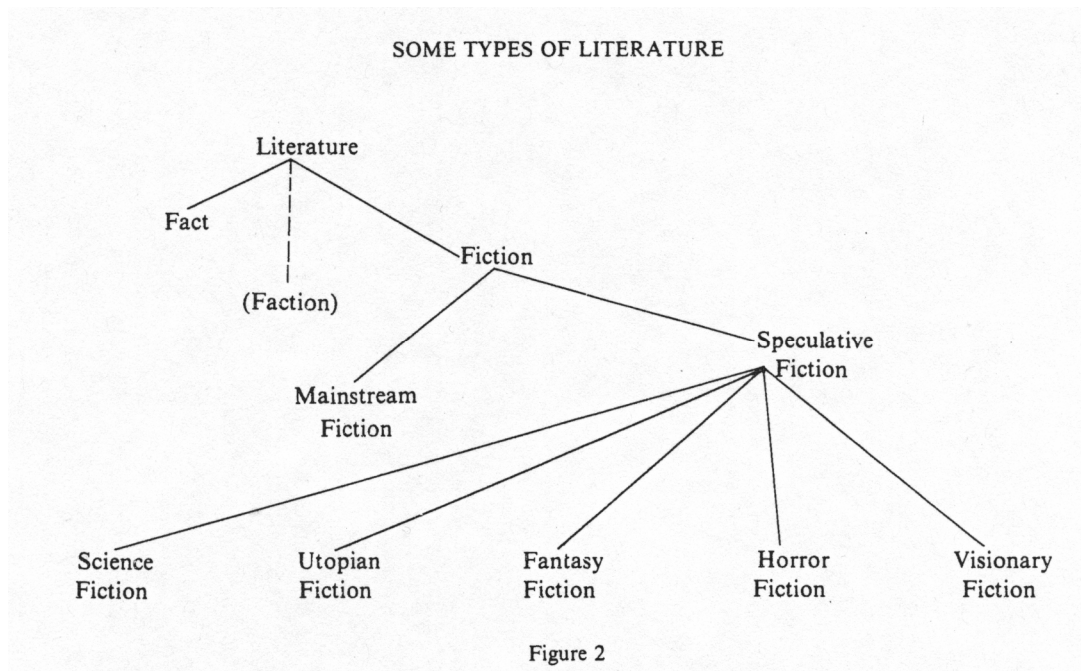 SOME TYPES OF LITERATURE
Literature
Fact
Fiction
(Faction)
Speculative
Fiction
Mainstream
Fiction
Science
Fiction
Utopian
Fiction
Fantasy
Fiction
Horror
Fiction
Visionary
Fiction
Figure 2